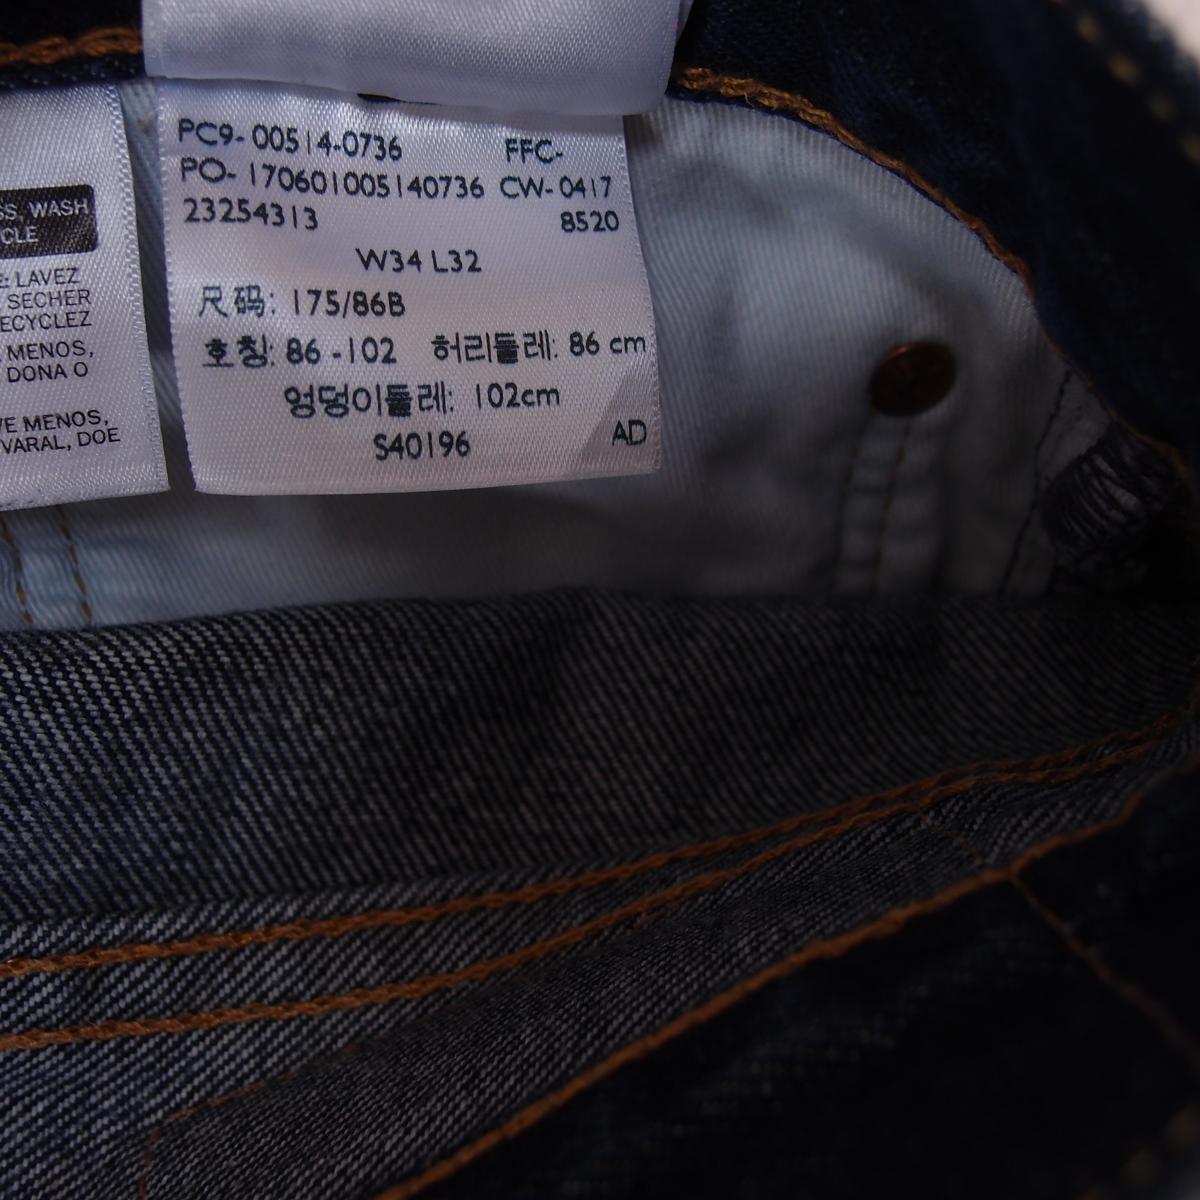 SS, WASH
CLE
E: LAVEZ
SECHER
ECYCLEZ
MENOS,
DONA O
VE MENOS,
VARAL, DOE
PC9-00514-0736 FFC-
PO-170601005140736 CW-0417
23254313 8520
W34 L32
尺码: 175/86B
호칭: 86-102 허리둘레: 86 cm
엉덩이둘레: 102cm
S40196 AD